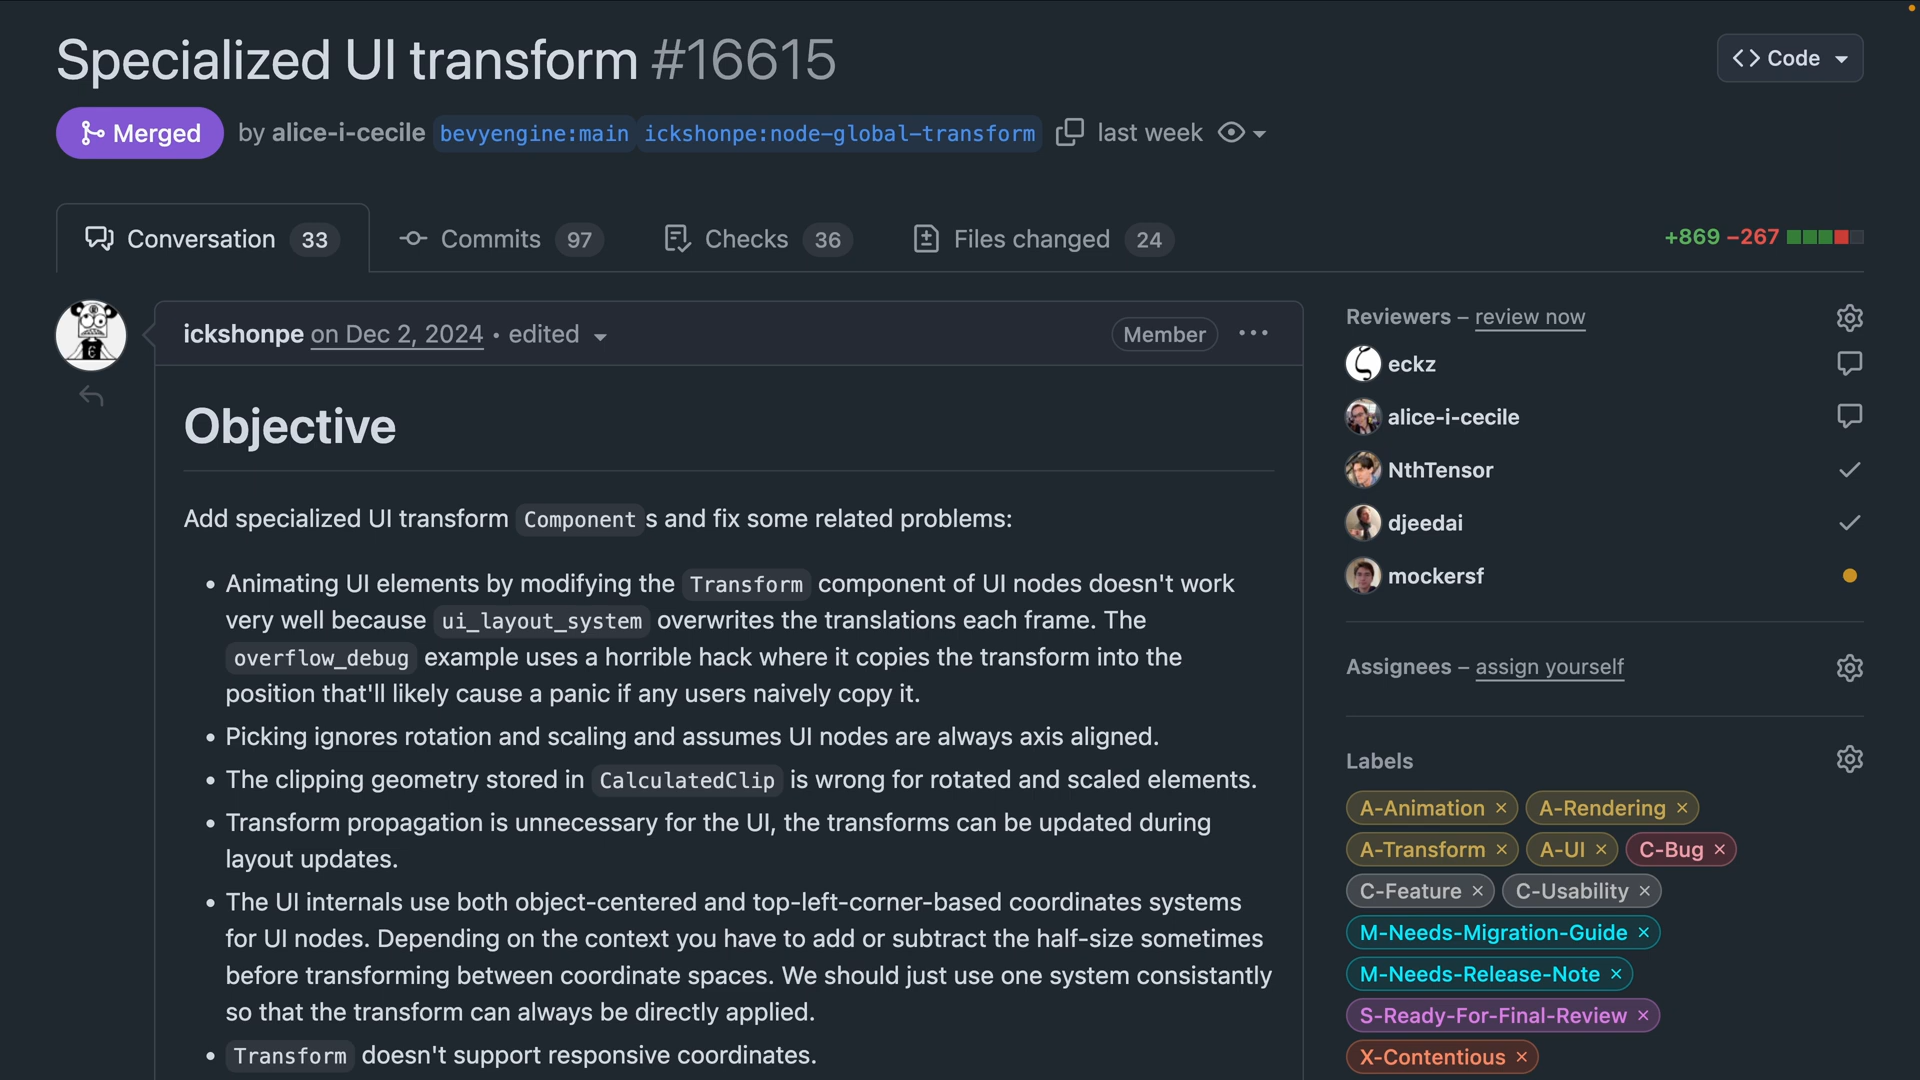 Specialized UI transform #16615
<> Code
Merged by alice-i-cecile bevyengine:main ickshonpe:node-global-transform last week
Conversation 33 Commits 97 Checks 36 Files changed 24 +869 −267
ickshonpe on Dec 2, 2024 • edited Member ...
Objective
Add specialized UI transform Component s and fix some related problems:
• Animating UI elements by modifying the Transform component of UI nodes doesn't work
very well because ui_layout_system overwrites the translations each frame. The
overflow_debug example uses a horrible hack where it copies the transform into the
position that'll likely cause a panic if any users naively copy it.
• Picking ignores rotation and scaling and assumes UI nodes are always axis aligned.
• The clipping geometry stored in CalculatedClip is wrong for rotated and scaled elements.
• Transform propagation is unnecessary for the UI, the transforms can be updated during
layout updates.
• The UI internals use both object-centered and top-left-corner-based coordinates systems
for UI nodes. Depending on the context you have to add or subtract the half-size sometimes
before transforming between coordinate spaces. We should just use one system consistantly
so that the transform can always be directly applied.
• Transform doesn't support responsive coordinates.
Reviewers – review now
eckz
alice-i-cecile
NthTensor
djeedai
mockersf
Assignees – assign yourself
Labels
A-Animation × A-Rendering ×
A-Transform × A-UI × C-Bug ×
C-Feature × C-Usability ×
M-Needs-Migration-Guide ×
M-Needs-Release-Note ×
S-Ready-For-Final-Review ×
X-Contentious ×